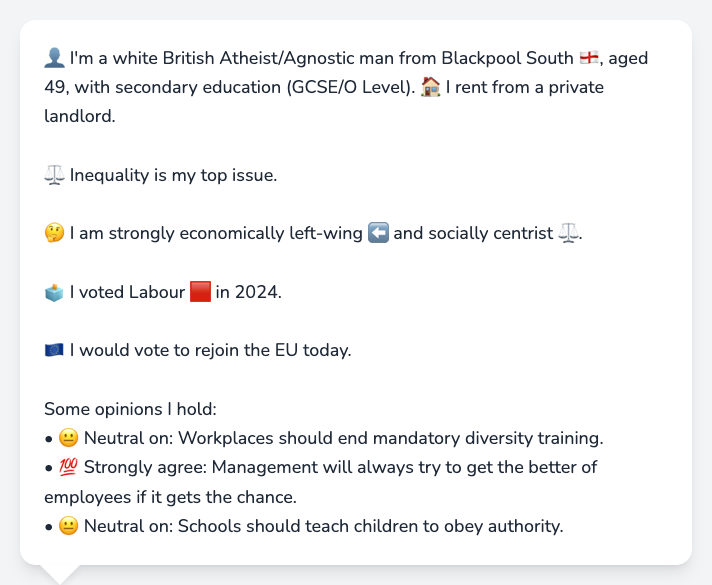 👤 I'm a white British Atheist/Agnostic man from Blackpool South 🏴󠁧󠁢󠁥󠁮󠁧󠁿, aged
49, with secondary education (GCSE/O Level). 🏠 I rent from a private
landlord.
⚖️ Inequality is my top issue.
🤔 I am strongly economically left-wing ⬅️ and socially centrist ⚖️.
🗳️ I voted Labour 🟥 in 2024.
🇪🇺 I would vote to rejoin the EU today.
Some opinions I hold:
• 😐 Neutral on: Workplaces should end mandatory diversity training.
• 💯 Strongly agree: Management will always try to get the better of
employees if it gets the chance.
• 😐 Neutral on: Schools should teach children to obey authority.